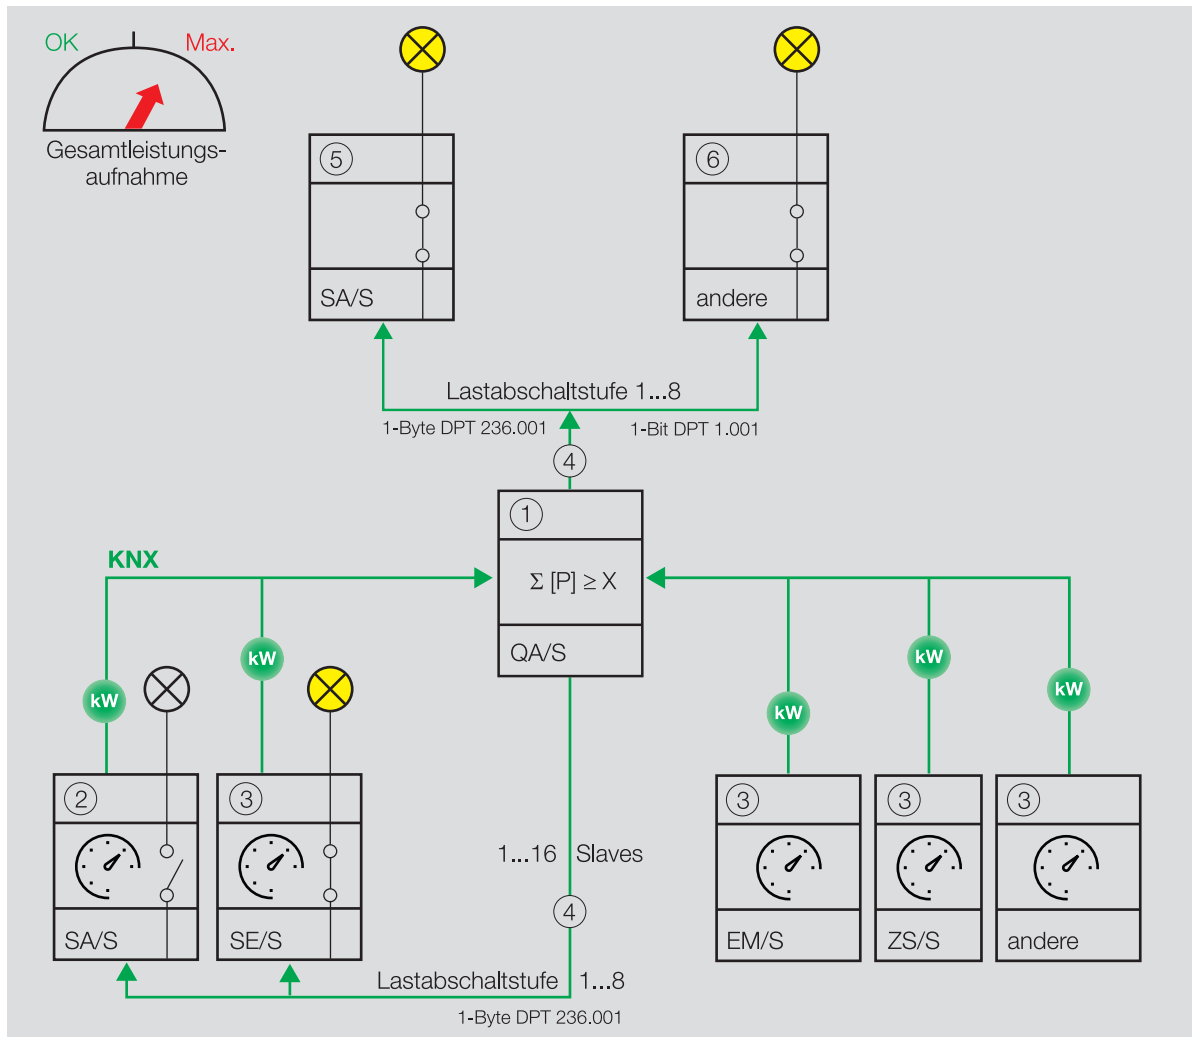 OK
Max.
Gesamtleistungs-
aufnahme
5
SA/S
6
andere
Lastabschaltstufe 1...8
1-Byte DPT 236.001
1-Bit DPT 1.001
4
1
Σ [P] ≥ X
QA/S
KNX
kW
kW
kW
kW
kW
2
SA/S
3
SE/S
1...16 Slaves
4
3
EM/S
3
ZS/S
3
andere
Lastabschaltstufe 1...8
1-Byte DPT 236.001